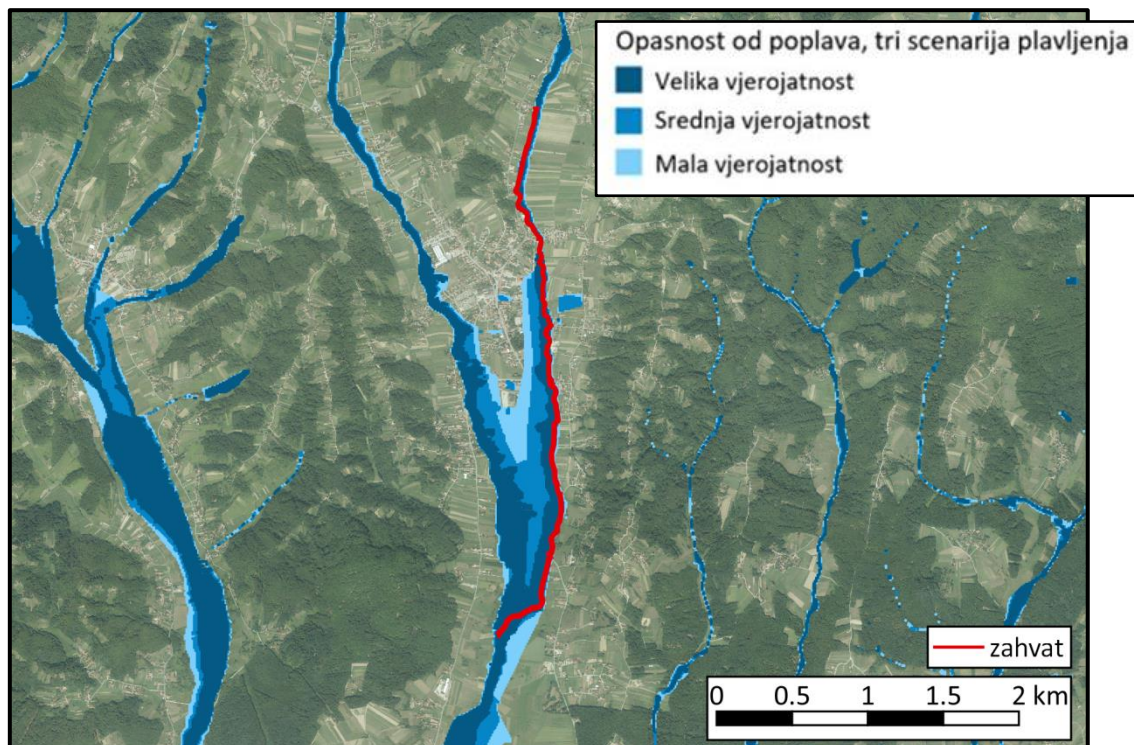 Opasnost od poplava, tri scenarija plavljenja
Velika vjerojatnost
Srednja vjerojatnost
Mala vjerojatnost
zahvat
0 0.5 1 1.5 2 km